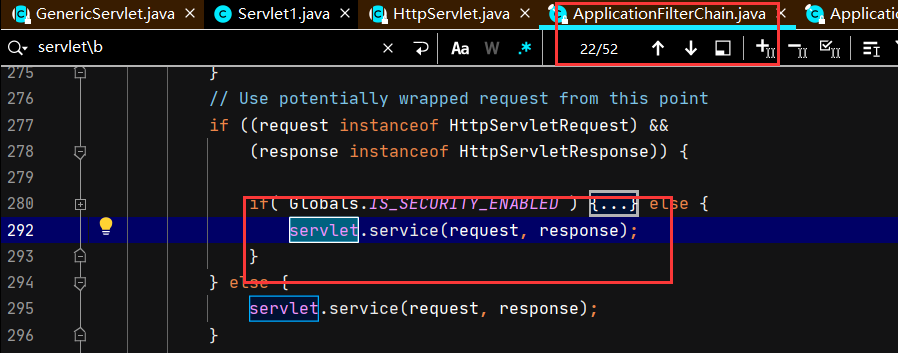 GenericServlet.java × Servlet1.java × HttpServlet.java × ApplicationFilterChain.java × Application
servlet\b × Aa W .* 22/52
275 }
276 // Use potentially wrapped request from this point
277 if ((request instanceof HttpServletRequest) &&
278 (response instanceof HttpServletResponse)) {
279
280 if( Globals.IS_SECURITY_ENABLED ) {...} else {
292 servlet.service(request, response);
293 }
294 } else {
295 servlet.service(request, response);
296 }